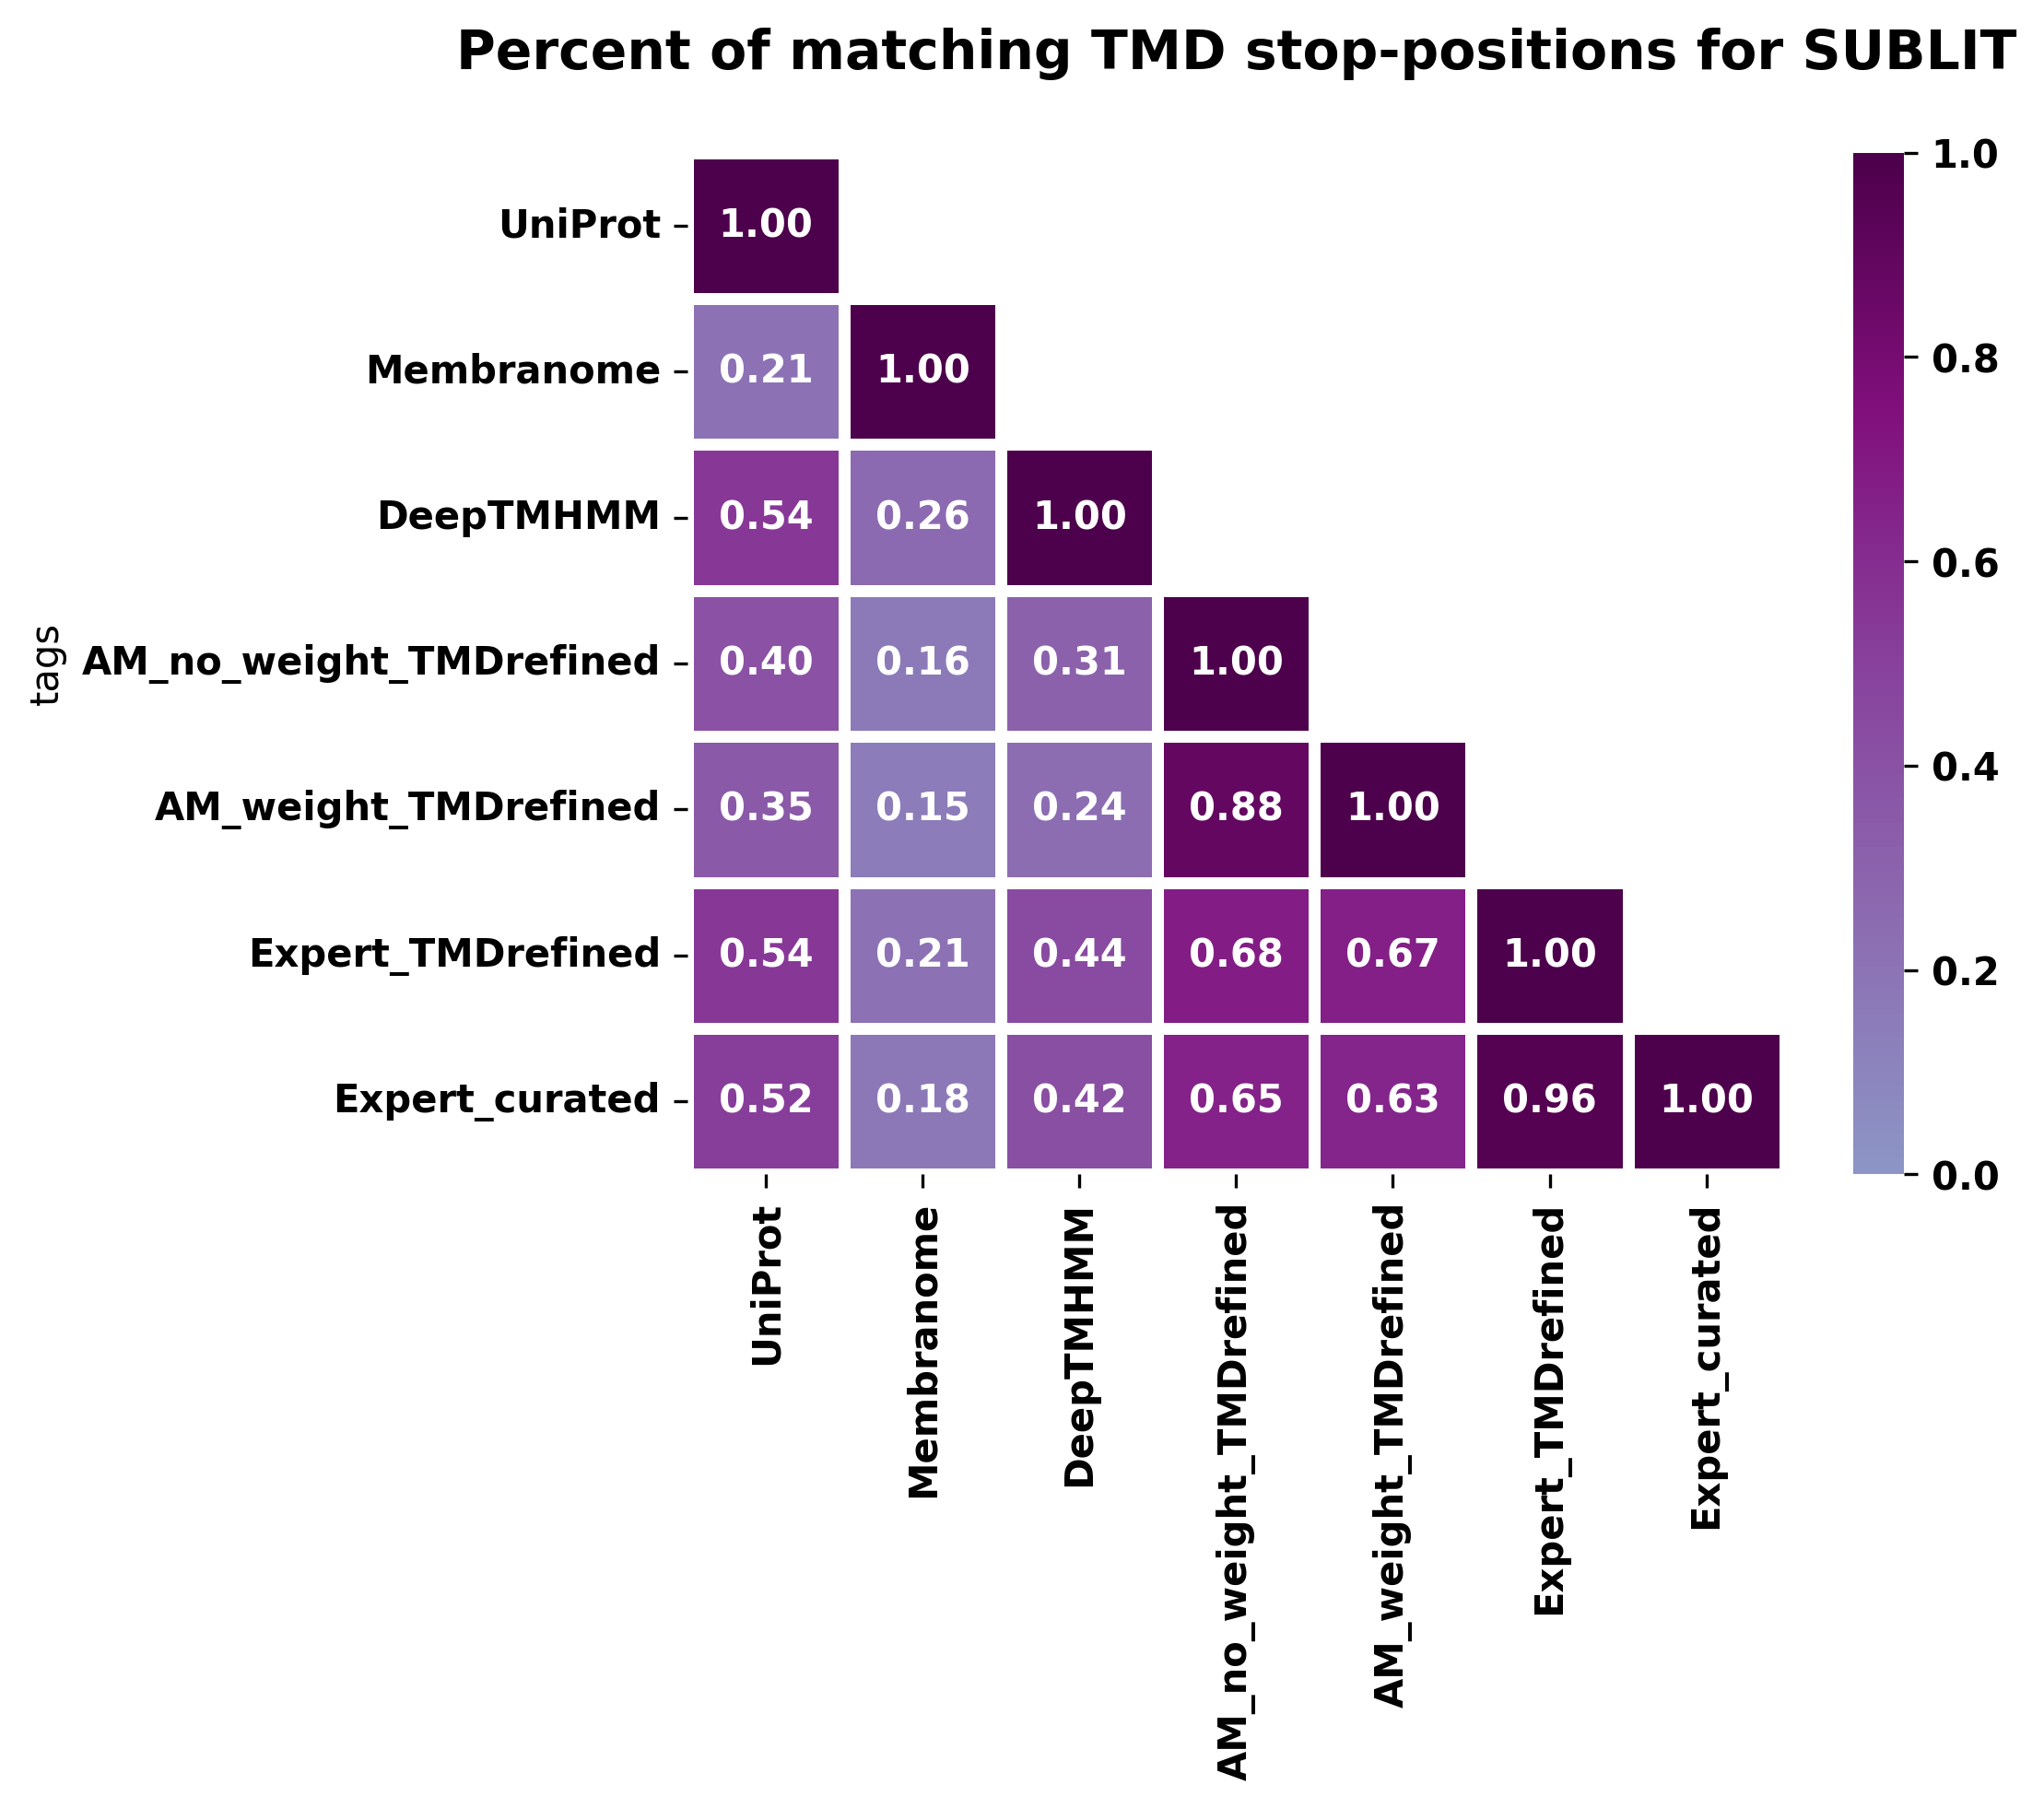 Percent of matching TMD stop-positions for SUBLIT
tags
UniProt 1.00
Membranome 0.21 1.00
DeepTMHMM 0.54 0.26 1.00
AM_no_weight_TMDrefined 0.40 0.16 0.31 1.00
AM_weight_TMDrefined 0.35 0.15 0.24 0.88 1.00
Expert_TMDrefined 0.54 0.21 0.44 0.68 0.67 1.00
Expert_curated 0.52 0.18 0.42 0.65 0.63 0.96 1.00
UniProt
Membranome
DeepTMHMM
AM_no_weight_TMDrefined
AM_weight_TMDrefined
Expert_TMDrefined
Expert_curated
1.0
0.8
0.6
0.4
0.2
0.0